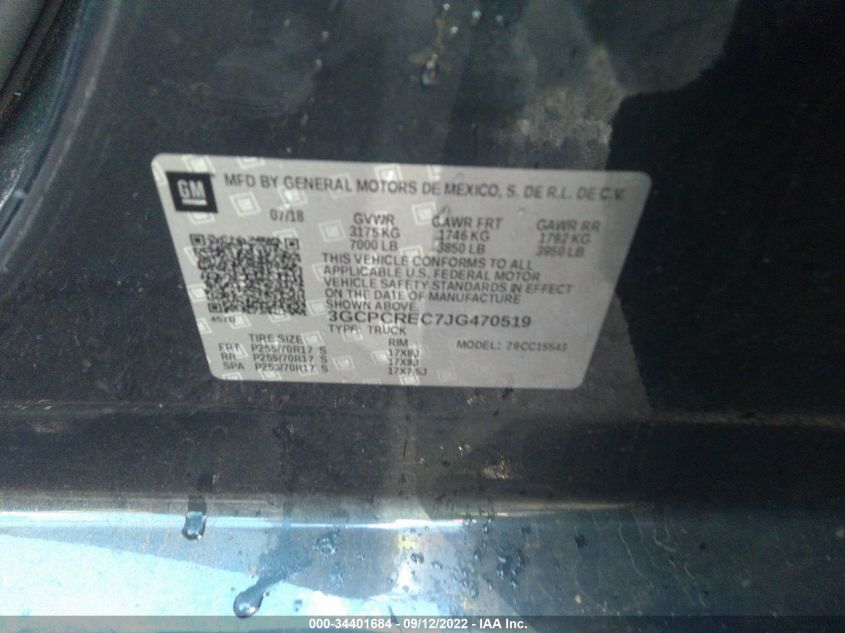 GM
MFD BY GENERAL MOTORS DE MEXICO, S. DE R.L. DE C.V.
07/18 GVWR GAWR FRT GAWR RR
3175 KG 1746 KG 1792 KG
7000 LB 3850 LB 3950 LB
THIS VEHICLE CONFORMS TO ALL
APPLICABLE U.S. FEDERAL MOTOR
VEHICLE SAFETY STANDARDS IN EFFECT
ON THE DATE OF MANUFACTURE
SHOWN ABOVE.
3GCPCREC7JG470519
TYPE: TRUCK
TIRE SIZE RIM MODEL: 79CC15543
FRT P255/70R17 S 17X8J
RR P255/70R17 S 17X8J
SPA P255/70R17 S 17X7.5J
000-34401684 - 09/12/2022 - IAA Inc.